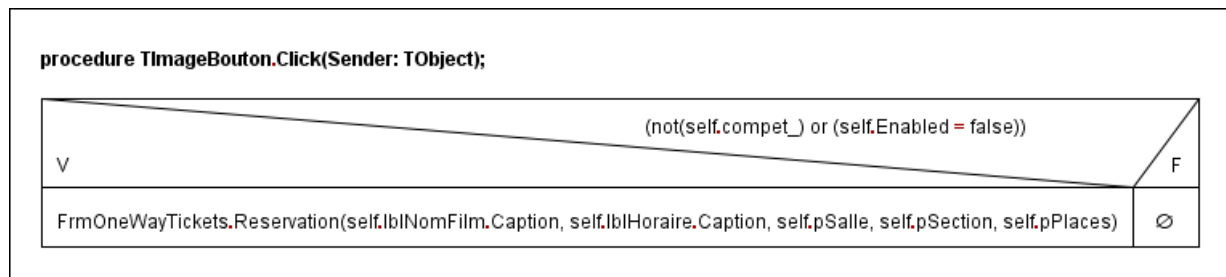 procedure TImageBouton.Click(Sender: TObject);
(not(self.compet_) or (self.Enabled = false))
V
F
FrmOneWayTickets.Reservation(self.lblNomFilm.Caption, self.lblHoraire.Caption, self.pSalle, self.pSection, self.pPlaces)
∅